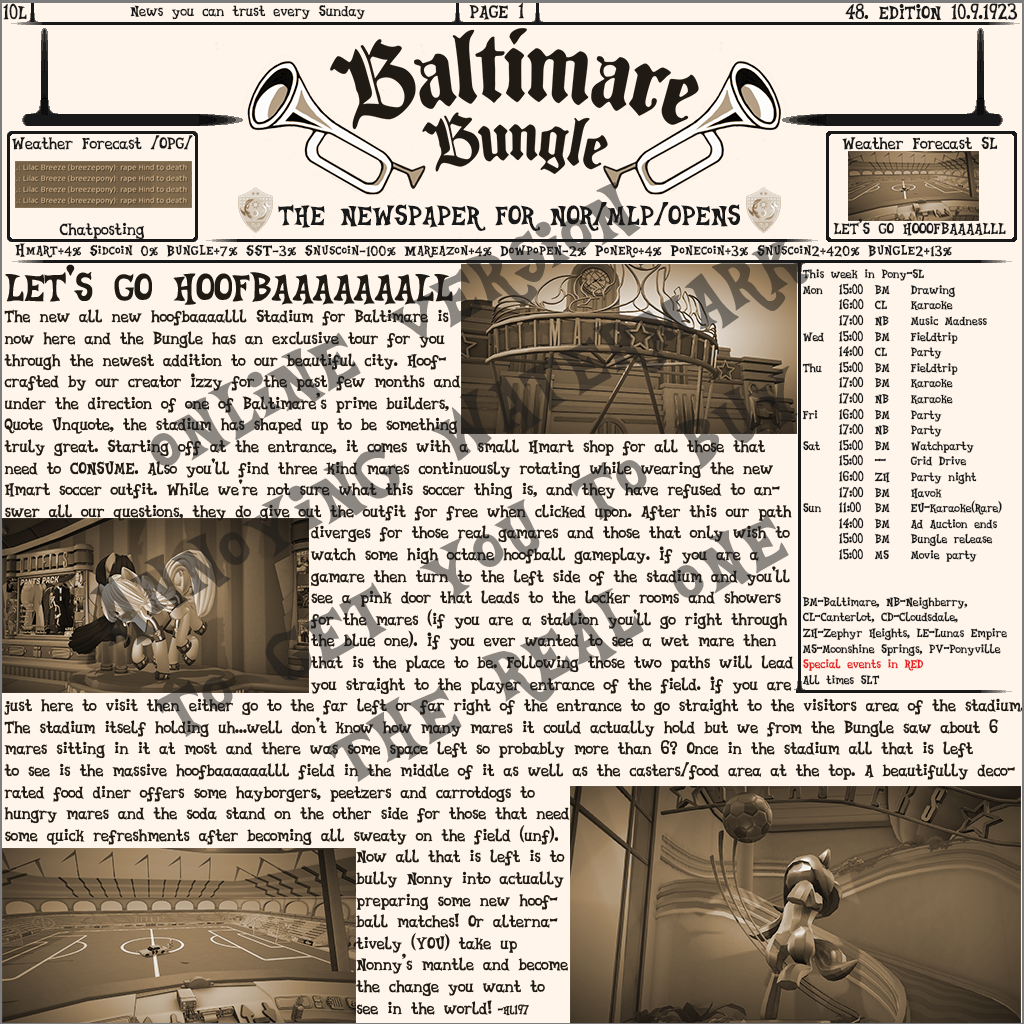 10L
News you can trust every Sunday
PAGE 1
48. EDITION 10.9.1923
Baltimare
Bungle
THE NEWSPAPER FOR NOR/MLP/OPENS
Weather Forecast /OPG/
.: Lilac Breeze (breezepony): rape Hind to death
.: Lilac Breeze (breezepony): rape Hind to death
.: Lilac Breeze (breezepony): rape Hind to death
.: Lilac Breeze (breezepony): rape Hind to death
Chatposting
Weather Forecast SL
LET'S GO HOOOFBAAAALLL
HMART+4% SIDCOIN 0% BUNGLE+7% SST-3% SNUSCOIN-100% MAREAZON+4% DOWPOPEN-2% PONERO+4% PONECOIN+3% SNUSCOIN2+420% BUNGLE2+13%
LET'S GO HOOFBAAAAAAALL
The new all new hoofbaaaalll Stadium for Baltimare is
now here and the Bungle has an exclusive tour for you
through the newest addition to our beautiful city. Hoof-
crafted by our creator Izzy for the past few months and
under the direction of one of Baltimare's prime builders,
Quote Unquote, the stadium has shaped up to be something
truly great. Starting off at the entrance, it comes with a small Hmart shop for all those that
need to CONSUME. Also you'll find three kind mares continuously rotating while wearing the new
Hmart soccer outfit. While we're not sure what this soccer thing is, and they have refused to an-
swer all our questions, they do give out the outfit for free when clicked upon. After this our path
diverges for those real gamares and those that only wish to
watch some high octane hoofball gameplay. if you are a
gamare then turn to the left side of the stadium and you'll
see a pink door that leads to the locker rooms and showers
for the mares (if you are a stallion you'll go right through
the blue one). if you ever wanted to see a wet mare then
that is the place to be. Following those two paths will lead
you straight to the player entrance of the field. if you are
just here to visit then either go to the far left or far right of the entrance to go straight to the visitors area of the stadium.
The stadium itself holding uh...well don't know how many mares it could actually hold but we from the Bungle saw about 6
mares sitting in it at most and there was some space left so probably more than 6? Once in the stadium all that is left
to see is the massive hoofbaaaaaalll field in the middle of it as well as the casters/food area at the top. A beautifully deco-
rated food diner offers some hayborgers, peetzers and carrotdogs to
hungry mares and the soda stand on the other side for those that need
some quick refreshments after becoming all sweaty on the field (unf).
Now all that is left is to
bully Nonny into actually
preparing some new hoof-
ball matches! Or alterna-
tively (YOU) take up
Nonny's mantle and become
the change you want to
see in the world! -HL197
HMART
PANTS PACK
This week in Pony-SL
Mon 15:00 BM Drawing
16:00 CL Karaoke
17:00 NB Music Madness
Wed 15:00 BM Fieldtrip
14:00 CL Party
Thu 15:00 BM Fieldtrip
17:00 BM Karaoke
17:00 NB Karaoke
Fri 16:00 BM Party
17:00 NB Party
Sat 15:00 BM Watchparty
15:00 — Grid Drive
16:00 ZH Party night
17:00 BM Havok
Sun 11:00 BM EU-Karaoke(Rare)
14:00 BM Ad Auction ends
15:00 BM Bungle release
15:00 MS Movie party
BM-Baltimare, NB-Neighberry,
CL-Canterlot, CD-Cloudsdale,
ZH-Zephyr Heights, LE-Lunas Empire
MS-Moonshine Springs, PV-Ponyville
Special events in RED
All times SLT
ONLINE VERSION
ANNOYING WATERMARK
TO GET YOU TO BUY
THE REAL ONE